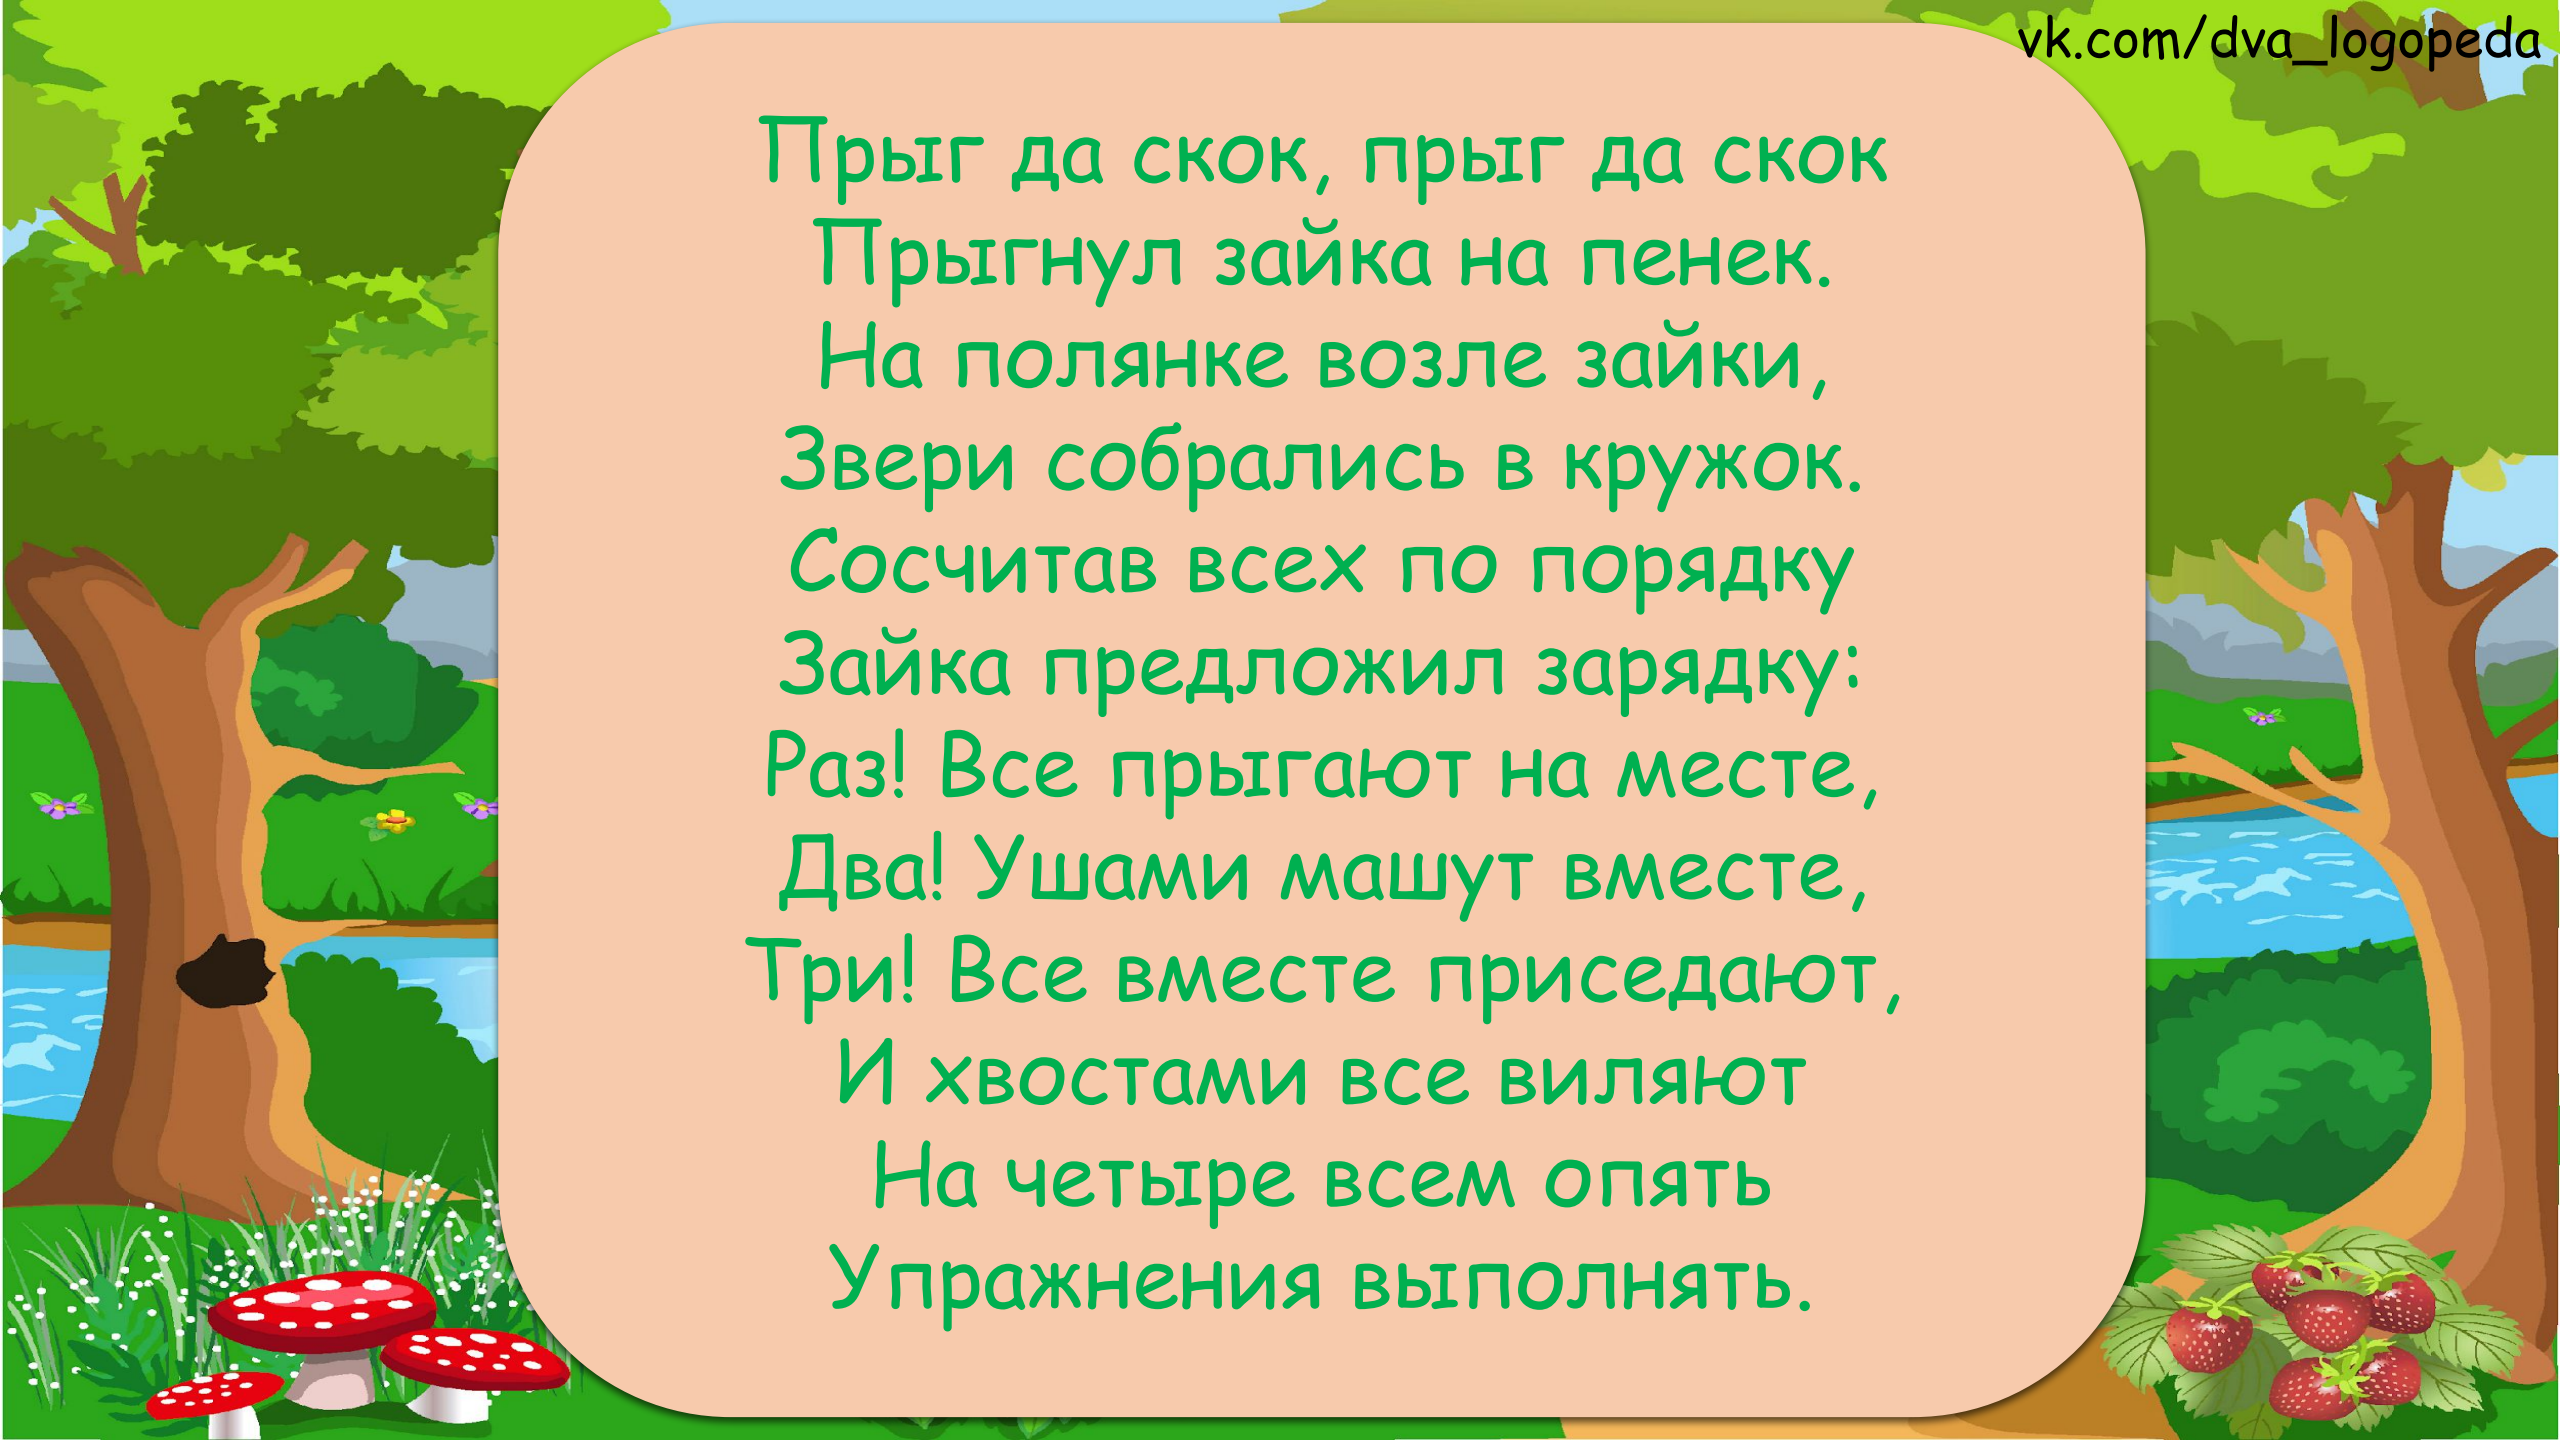 vk.com/dva_logopeda
Прыг да скок, прыг да скок
Прыгнул зайка на пенек.
На полянке возле зайки,
Звери собрались в кружок.
Сосчитав всех по порядку
Зайка предложил зарядку:
Раз! Все прыгают на месте,
Два! Ушами машут вместе,
Три! Все вместе приседают,
И хвостами все виляют
На четыре всем опять
Упражнения выполнять.